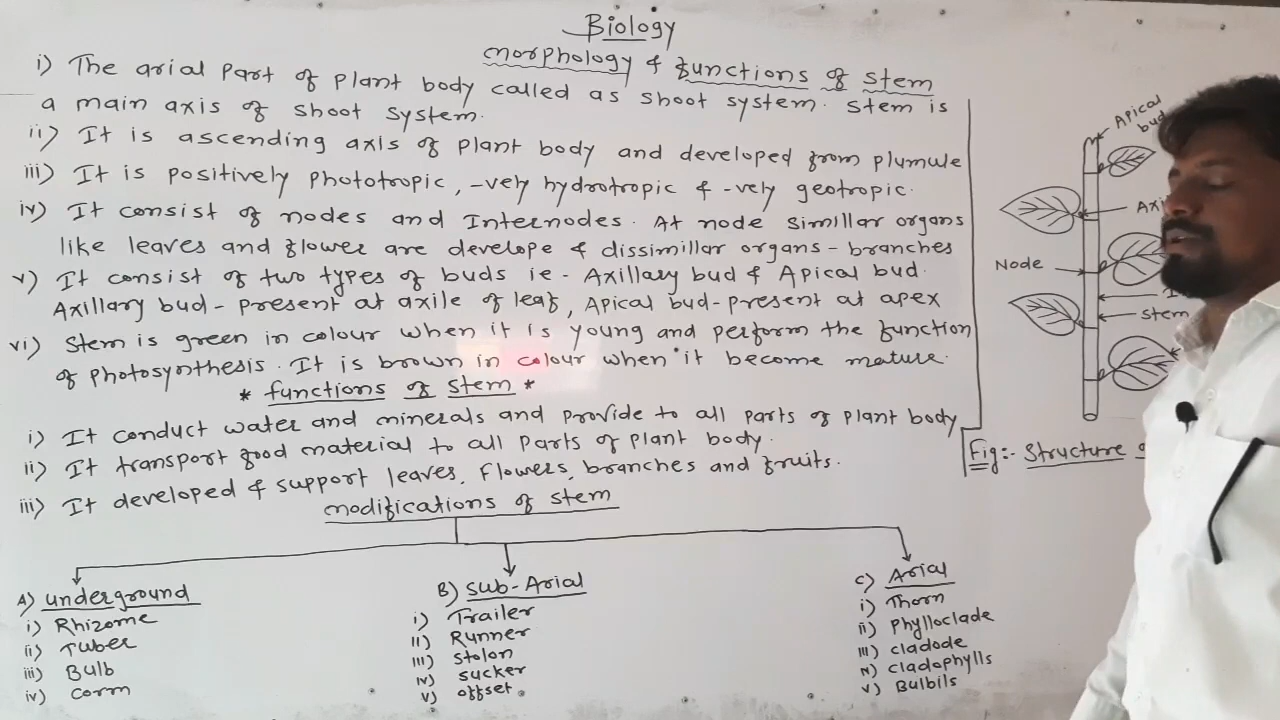 Biology
morphology & functions of stem
i) The arial part of plant body called as shoot system. Stem is
a main axis of shoot system.
ii) It is ascending axis of plant body and developed from plumule
iii) It is positively phototropic, -vely hydrotropic & -vely geotropic.
iv) It consist of nodes and Internodes. At node simillar organs
like leaves and flower are develope & dissimillar organs - branches
v) It consist of two types of buds ie - Axillary bud & Apical bud.
Axillary bud - present at axile of leaf, Apical bud - present at apex
vi) Stem is green in colour when it is young and perform the function
of photosynthesis. It is brown in colour when it become mature.
* functions of stem *
i) It conduct water and minerals and provide to all parts of plant body
ii) It transport food material to all parts of plant body.
iii) It developed & support leaves, flowers, branches and fruits.
modifications of stem
A) underground
i) Rhizome
ii) Tuber
iii) Bulb
iv) corm
B) Sub-Arial
i) Trailer
ii) Runner
iii) stolon
iv) sucker
v) offset.
C) Arial
i) Thorn
ii) Phylloclade
iii) cladode
iv) cladophylls
v) Bulbils
Apical
bud
Node
Stem
Fig:- Structure